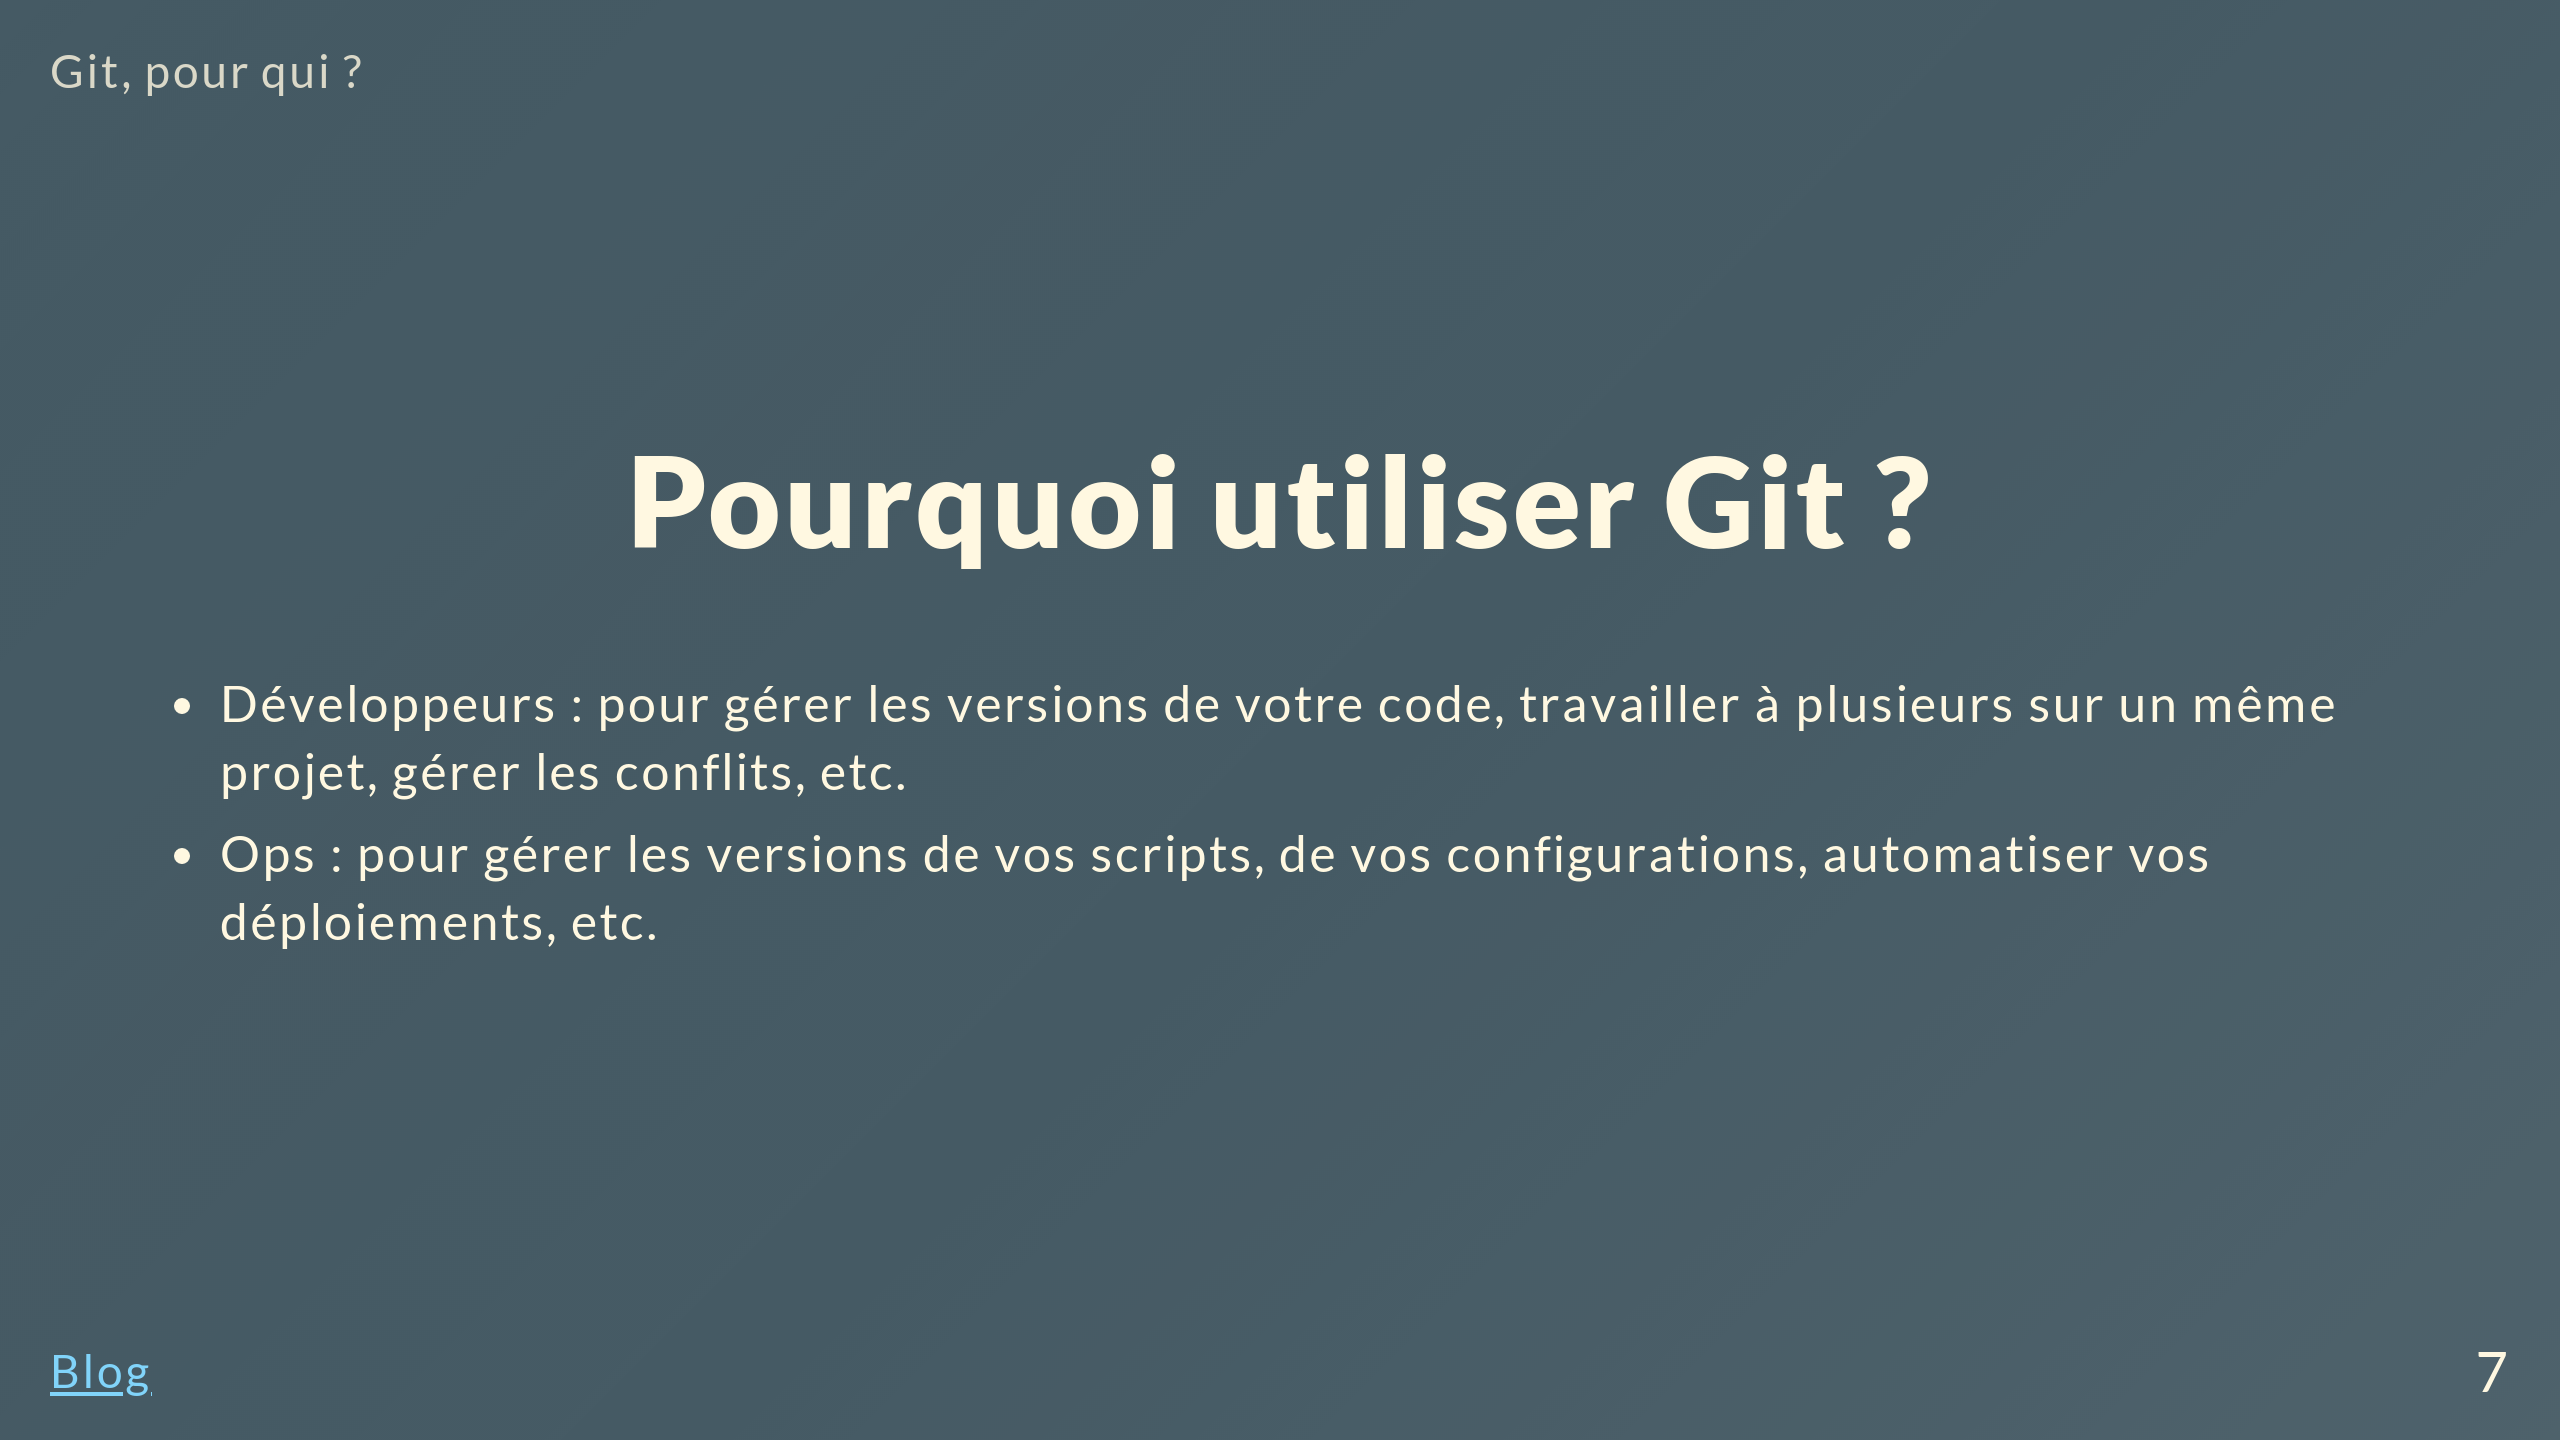 Git, pour qui ?
Pourquoi utiliser Git ?
• Développeurs : pour gérer les versions de votre code, travailler à plusieurs sur un même
projet, gérer les conflits, etc.
• Ops : pour gérer les versions de vos scripts, de vos configurations, automatiser vos
déploiements, etc.
Blog
7